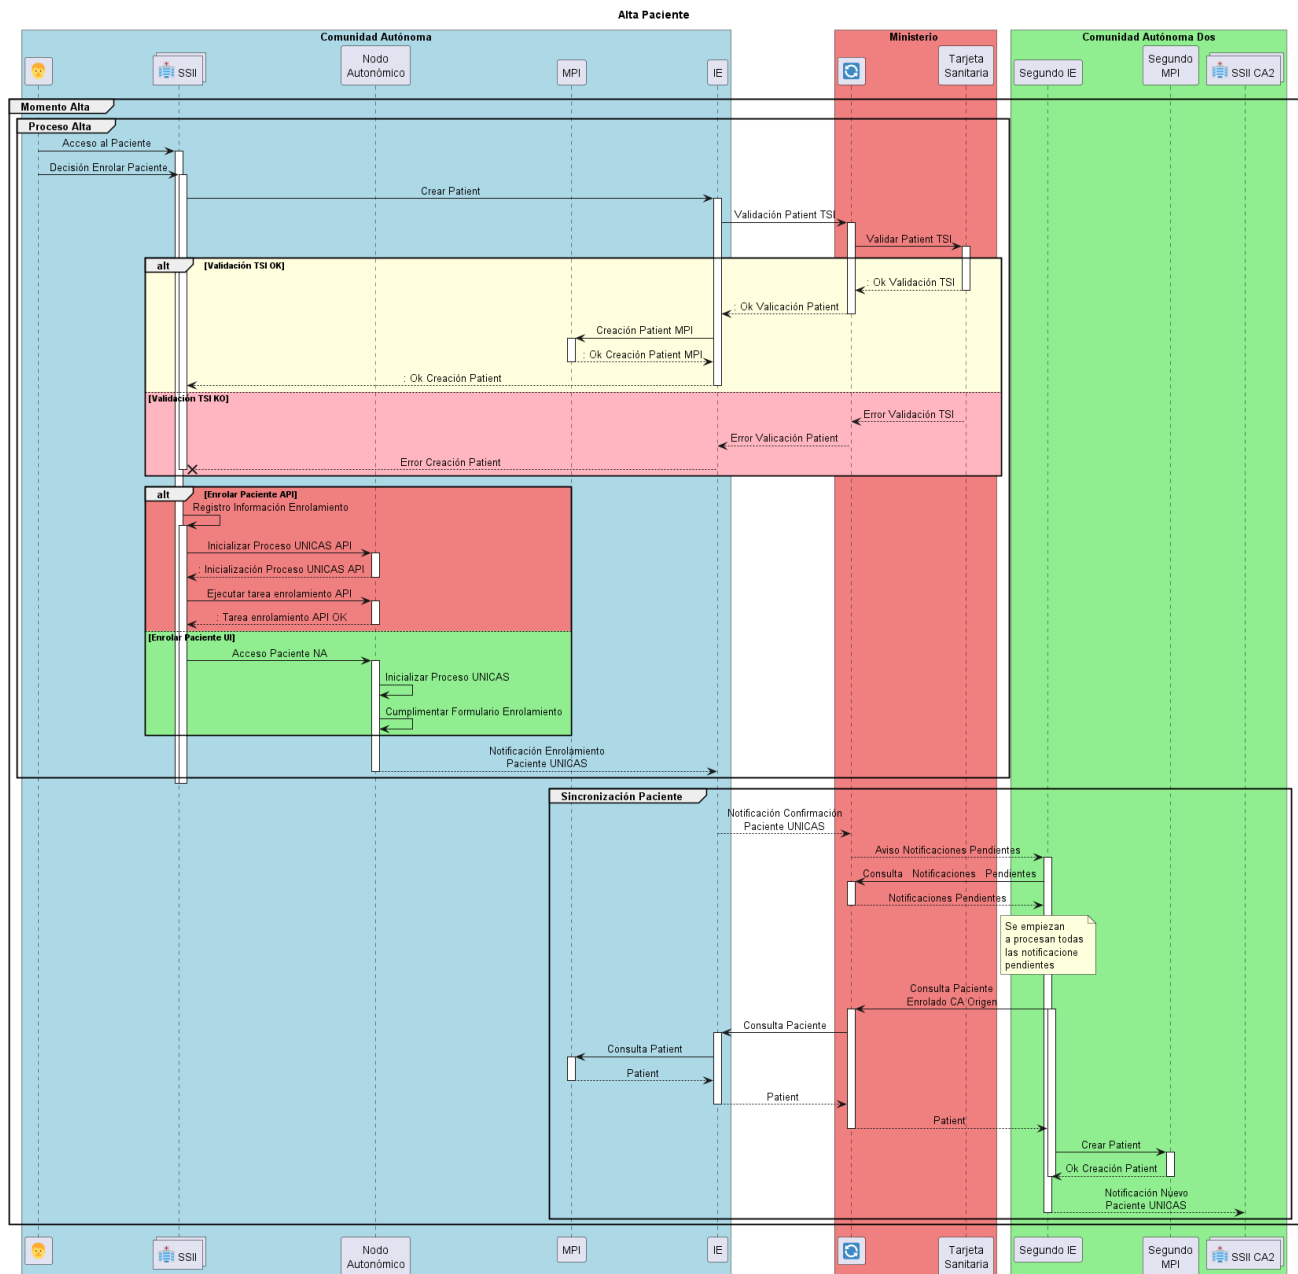 Alta Paciente
Comunidad Autónoma
Ministerio
Comunidad Autónoma Dos
SSII
Nodo
Autonómico
MPI
IE
Tarjeta
Sanitaria
Segundo IE
Segundo
MPI
SSII CA2
Momento Alta
Proceso Alta
Acceso al Paciente
Decisión Enrolar Paciente
Crear Patient
Validación Patient TSI
Validar Patient TSI
alt
[Validación TSI OK]
: Ok Validación TSI
: Ok Valicación Patient
Creación Patient MPI
: Ok Creación Patient MPI
: Ok Creación Patient
[Validación TSI KO]
Error Validación TSI
Error Valicación Patient
Error Creación Patient
alt
[Enrolar Paciente API]
Registro Información Enrolamiento
Inicializar Proceso UNICAS API
: Inicialización Proceso UNICAS API
Ejecutar tarea enrolamiento API
: Tarea enrolamiento API OK
[Enrolar Paciente UI]
Acceso Paciente NA
Inicializar Proceso UNICAS
Cumplimentar Formulario Enrolamiento
Notificación Enrolamiento
Paciente UNICAS
Sincronización Paciente
Notificación Confirmación
Paciente UNICAS
Aviso Notificaciones Pendientes
Consulta Notificaciones Pendientes
Notificaciones Pendientes
Se empiezan
a procesan todas
las notificacione
pendientes
Consulta Paciente
Enrolado CA Origen
Consulta Paciente
Consulta Patient
Patient
Patient
Patient
Crear Patient
Ok Creación Patient
Notificación Nuevo
Paciente UNICAS
SSII
Nodo
Autonómico
MPI
IE
Tarjeta
Sanitaria
Segundo IE
Segundo
MPI
SSII CA2